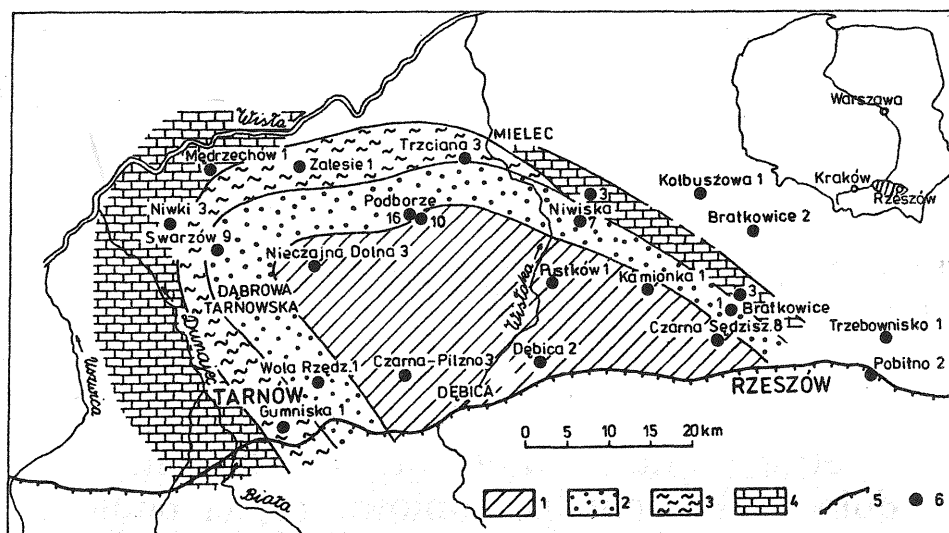 Warszawa
Kraków
Rzeszów
Wisła
MIELEC
Mędrzechów 1
Zalesie 1
Trzciana 3
3
Kolbuszowa 1
Niwki 3
Podborze
16
10
Niwiska
7
Bratkowice 2
Swarzów 9
Nieczajna Dolna 3
Pustków 1
Kamionka 1
Wisłoka
DĄBROWA
TARNOWSKA
3
1
Bratkowice
Czarna Sędzisz.8
Trzebownisko 1
Dunajec
Uszwica
Wola Rzędz.1
Czarna-Pilzno 3
Dębica 2
Pobitno 2
TARNÓW
DĘBICA
RZESZÓW
Gumniska 1
0 5 10 15 20 km
Biała
1 2 3 4 5 6